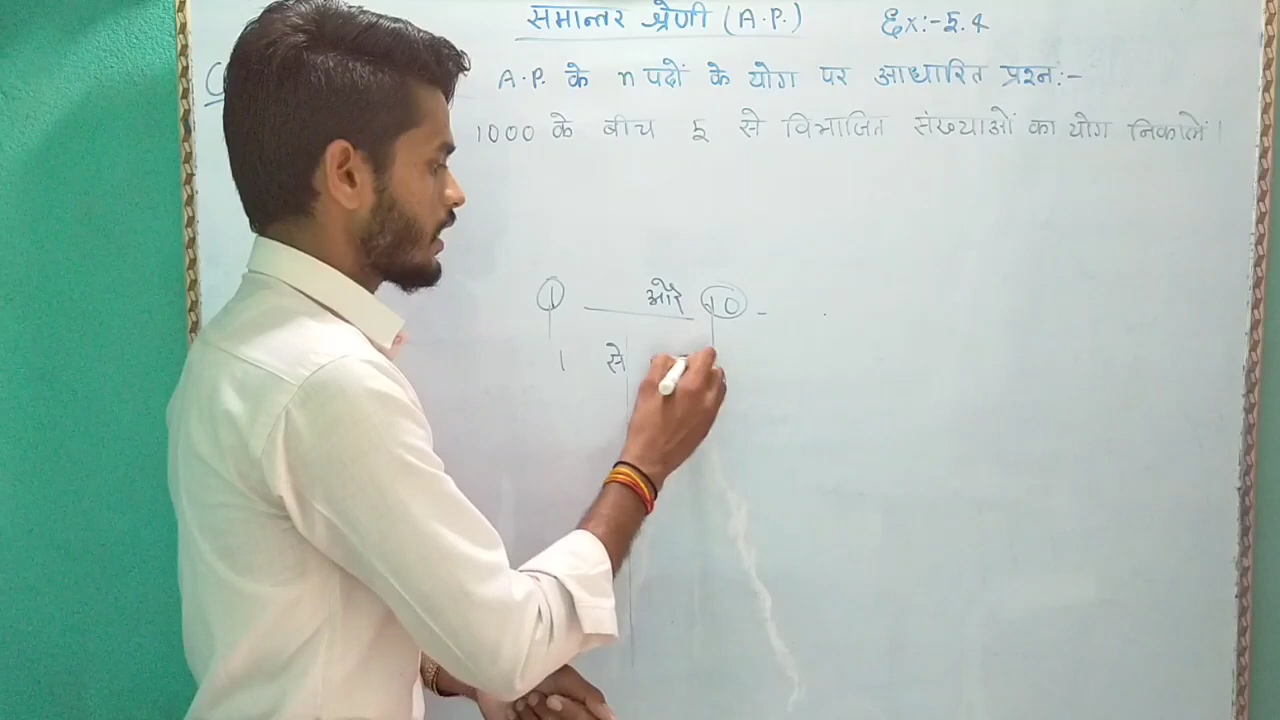 समान्तर श्रेणी (A.P.) Ex:-5.4
A.P. के n पदों के योग पर आधारित प्रश्न:-
1000 के बीच 5 से विभाजित संख्याओं का योग निकालें।
1 और 10 -
1 से